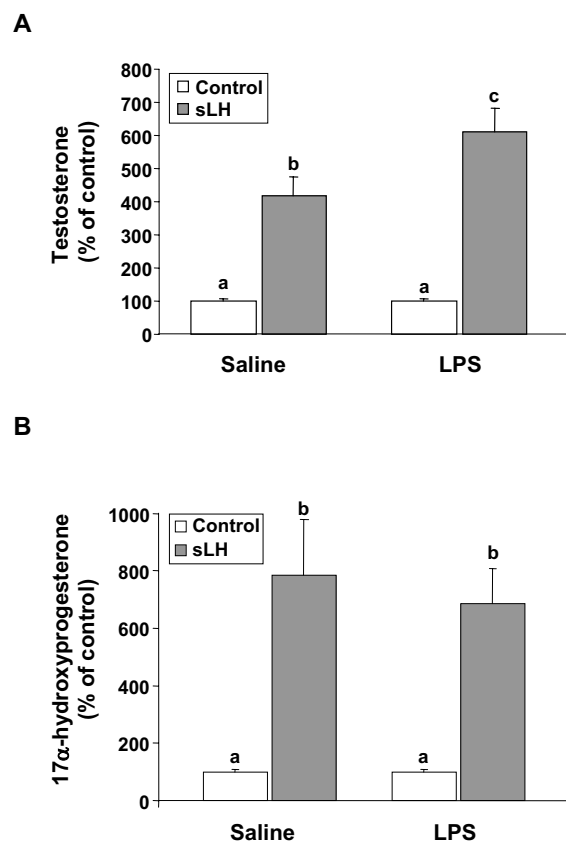 A
Testosterone
(% of control)
800
700
600
500
400
300
200
100
0
Control
sLH
a
b
a
c
Saline
LPS
B
17α-hydroxyprogesterone
(% of control)
1000
800
600
400
200
0
Control
sLH
a
b
a
b
Saline
LPS